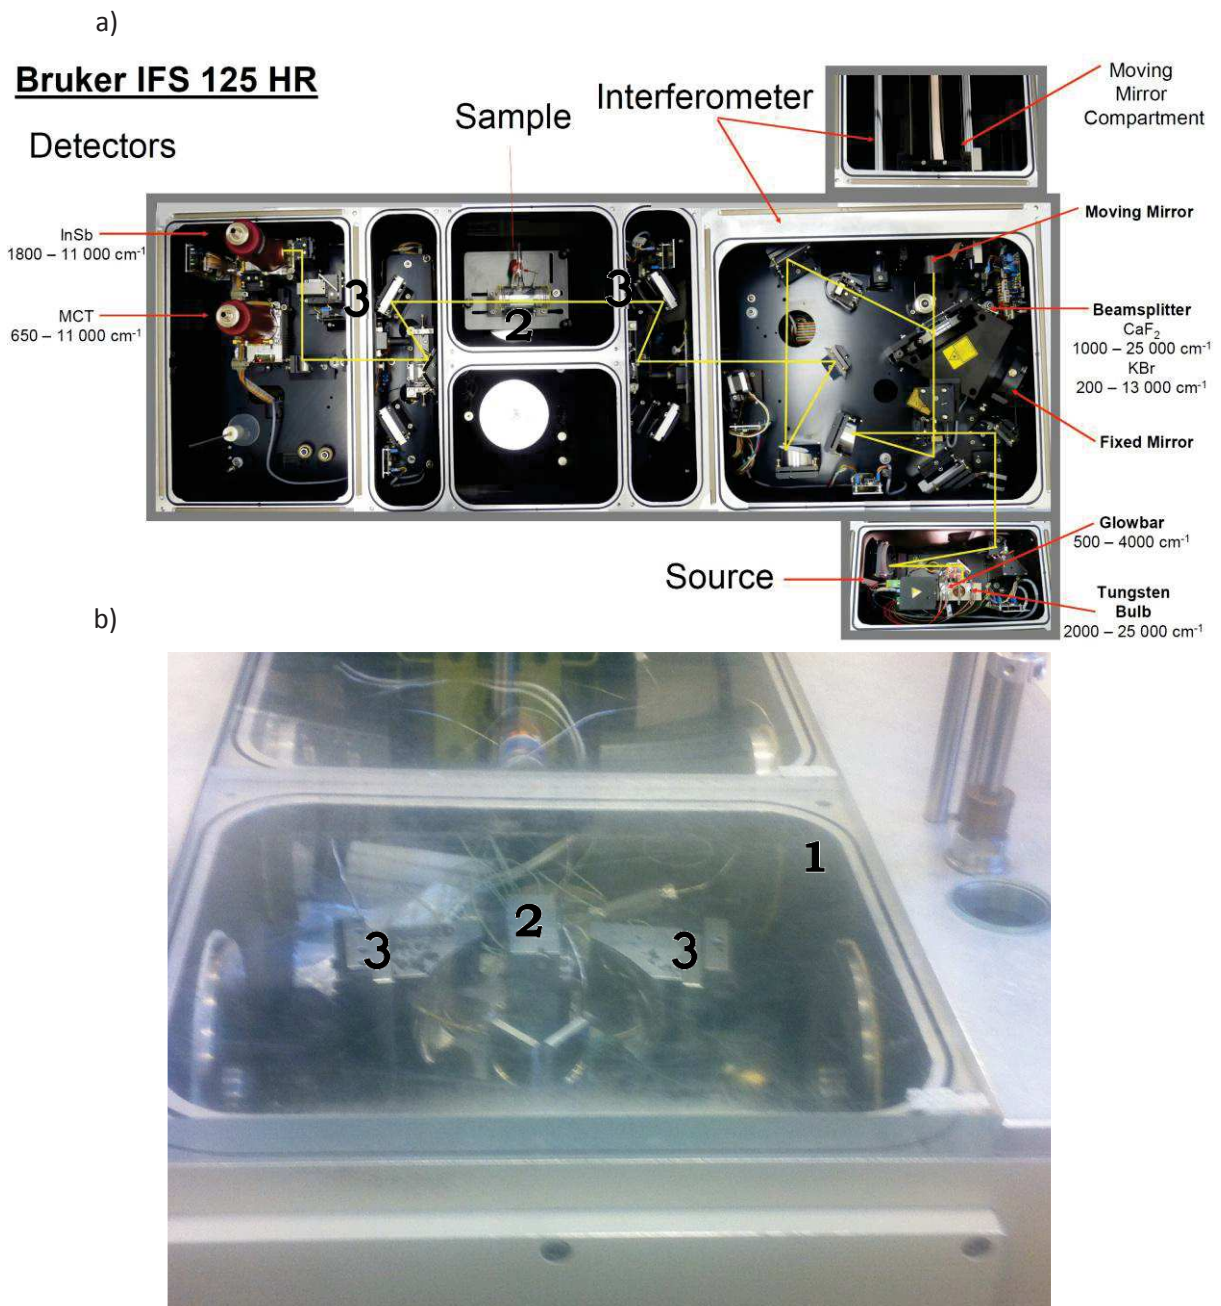 a)
Bruker IFS 125 HR
Detectors
Sample
Interferometer
Moving
Mirror
Compartment
InSb
1800 – 11 000 cm-1
MCT
650 – 11 000 cm-1
3
2
3
Moving Mirror
Beamsplitter
CaF2
1000 – 25 000 cm-1
KBr
200 – 13 000 cm-1
Fixed Mirror
Source
Glowbar
500 – 4000 cm-1
Tungsten
Bulb
2000 – 25 000 cm-1
b)
1
2
3
3